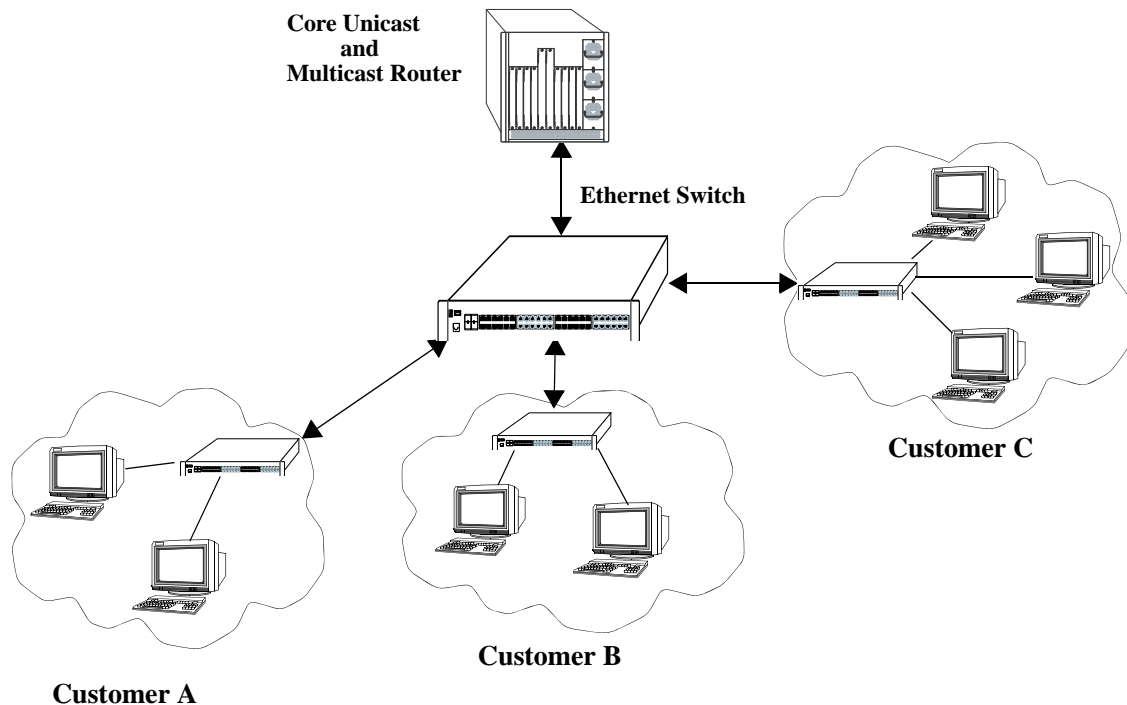 Core Unicast
and
Multicast Router
Ethernet Switch
Customer C
Customer B
Customer A